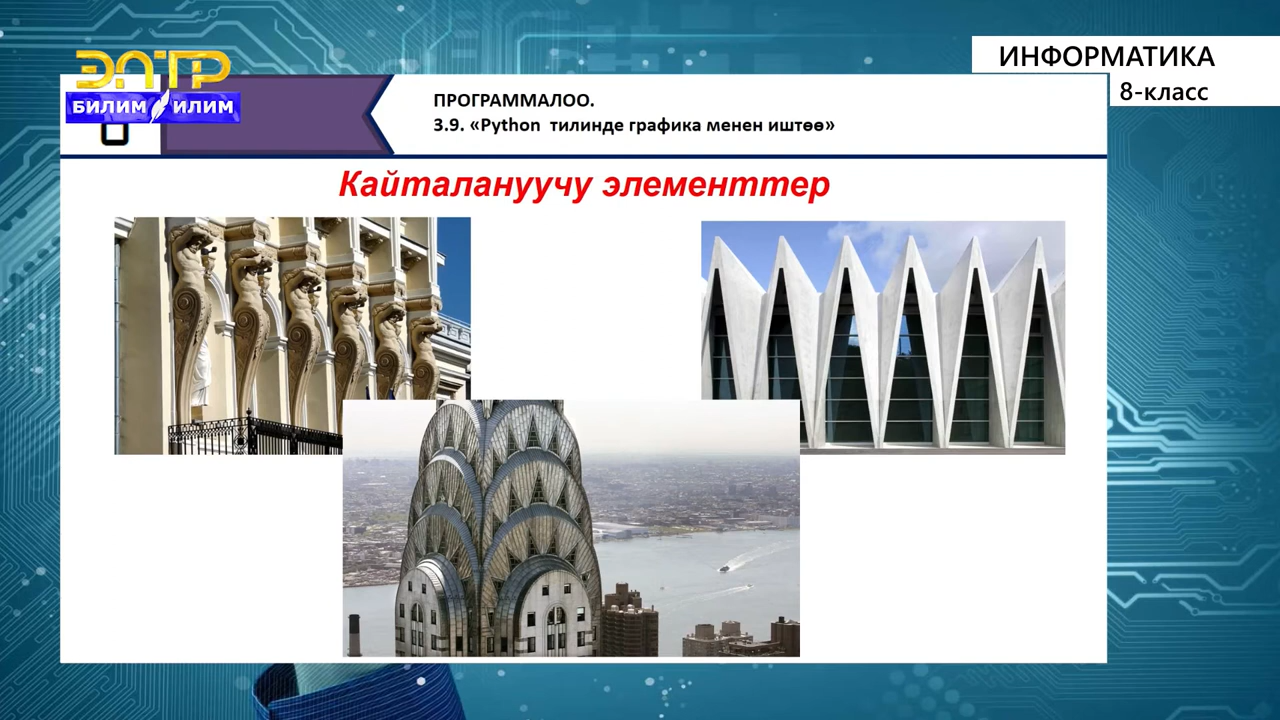 ЭЛТР
БИЛИМ ИЛИМ
ИНФОРМАТИКА
8-класс
ПРОГРАММАЛОО.
3.9. «Python тилинде графика менен иштөө»
Кайталануучу элементтер